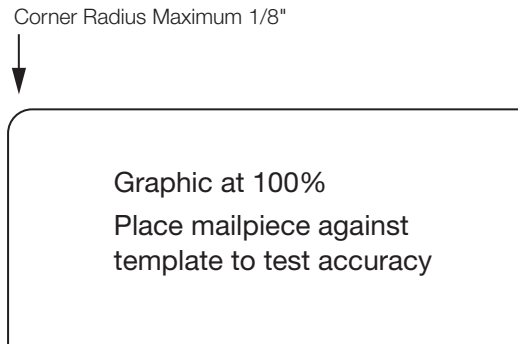 Corner Radius Maximum 1/8"
Graphic at 100%
Place mailpiece against
template to test accuracy